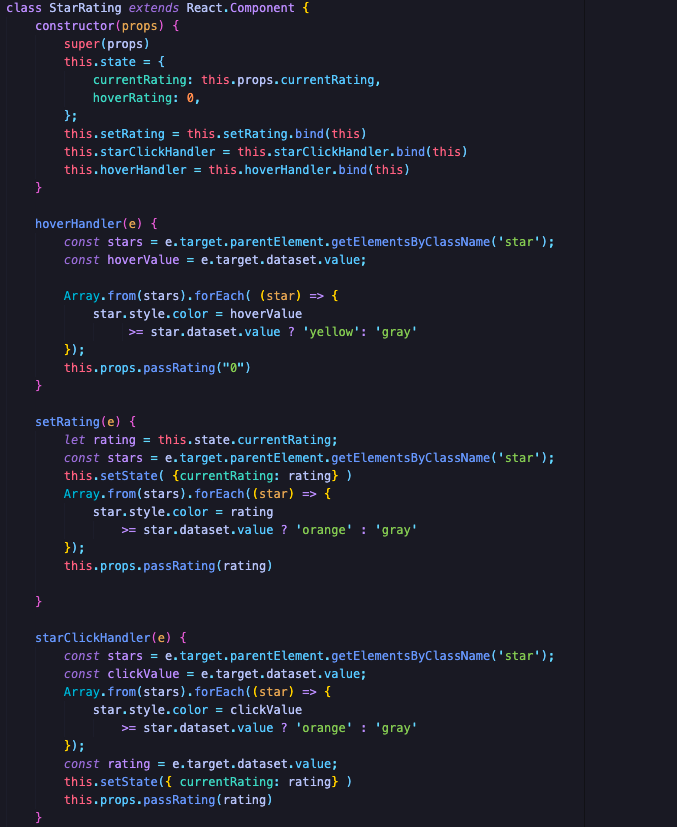 class StarRating extends React.Component {
    constructor(props) {
        super(props)
        this.state = {
            currentRating: this.props.currentRating,
            hoverRating: 0,
        };
        this.setRating = this.setRating.bind(this)
        this.starClickHandler = this.starClickHandler.bind(this)
        this.hoverHandler = this.hoverHandler.bind(this)
    }

    hoverHandler(e) {
        const stars = e.target.parentElement.getElementsByClassName('star');
        const hoverValue = e.target.dataset.value;

        Array.from(stars).forEach( (star) => {
            star.style.color = hoverValue
                 >= star.dataset.value ? 'yellow': 'gray'
        });
        this.props.passRating("0")
    }

    setRating(e) {
        let rating = this.state.currentRating;
        const stars = e.target.parentElement.getElementsByClassName('star');
        this.setState( {currentRating: rating} )
        Array.from(stars).forEach((star) => {
            star.style.color = rating
                >= star.dataset.value ? 'orange' : 'gray'
        });
        this.props.passRating(rating)

    }

    starClickHandler(e) {
        const stars = e.target.parentElement.getElementsByClassName('star');
        const clickValue = e.target.dataset.value;
        Array.from(stars).forEach((star) => {
            star.style.color = clickValue
                >= star.dataset.value ? 'orange' : 'gray'
        });
        const rating = e.target.dataset.value;
        this.setState({ currentRating: rating} )
        this.props.passRating(rating)
    }